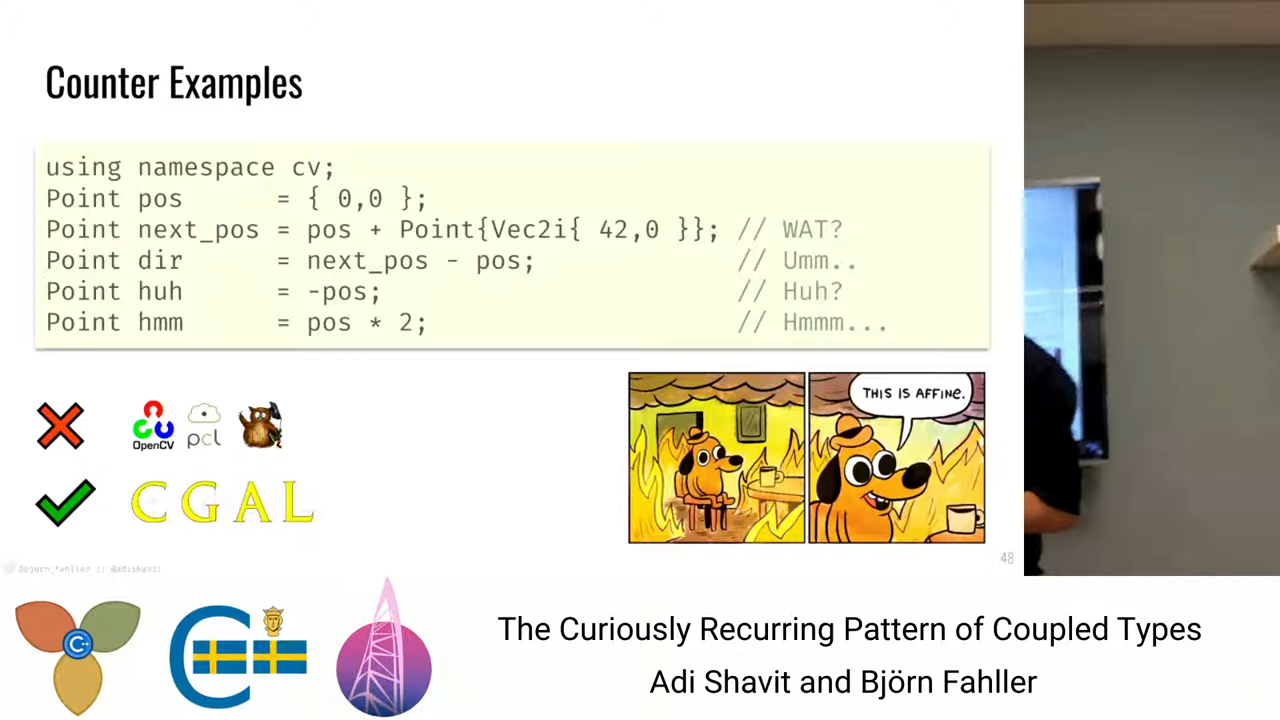 Counter Examples
using namespace cv;
Point pos = { 0,0 };
Point next_pos = pos + Point{Vec2i{ 42,0 }}; // WAT?
Point dir = next_pos - pos; // Umm..
Point huh = -pos; // Huh?
Point hmm = pos * 2; // Hmmm...
THIS IS AFFINE.
OpenCV pcl
CGAL
48
@bjorn_fahller :: @adishavit
C++
The Curiously Recurring Pattern of Coupled Types
Adi Shavit and Björn Fahller